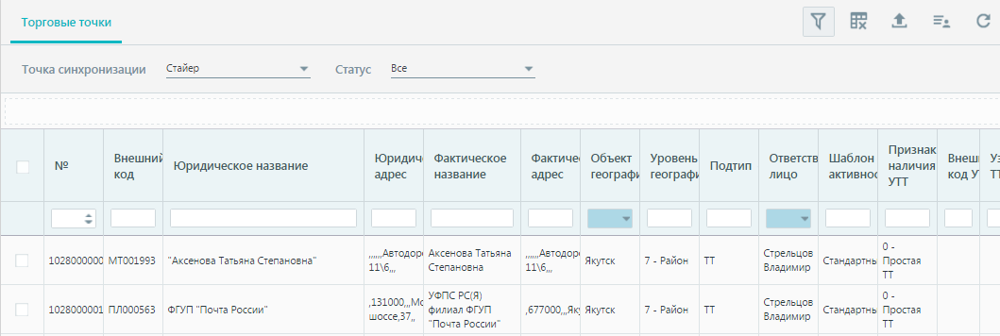 Торговые точки
Точка синхронизации Стайер Статус Все
№ Внешний код Юридическое название Юридичес адрес Фактическое название Фактичес адрес Объект географи Уровень географи Подтип Ответств лицо Шаблон активнос Признак наличия УТТ Внеш код У
1028000000 МТ001993 "Аксенова Татьяна Степановна" ,,,,,,Автодоро 11\6,,, Аксенова Татьяна Степановна ,,,,,,Автодоро 11\6,,, Якутск 7 - Район ТТ Стрельцов Владимир Стандартны 0 - Простая ТТ
1028000001 ПЛ000563 ФГУП "Почта России" ,131000,,,Мо шоссе,37,, УФПС РС(Я) филиал ФГУП "Почта России" ,677000,,,Яку Якутск 7 - Район ТТ Стрельцов Владимир Стандартны 0 - Простая ТТ